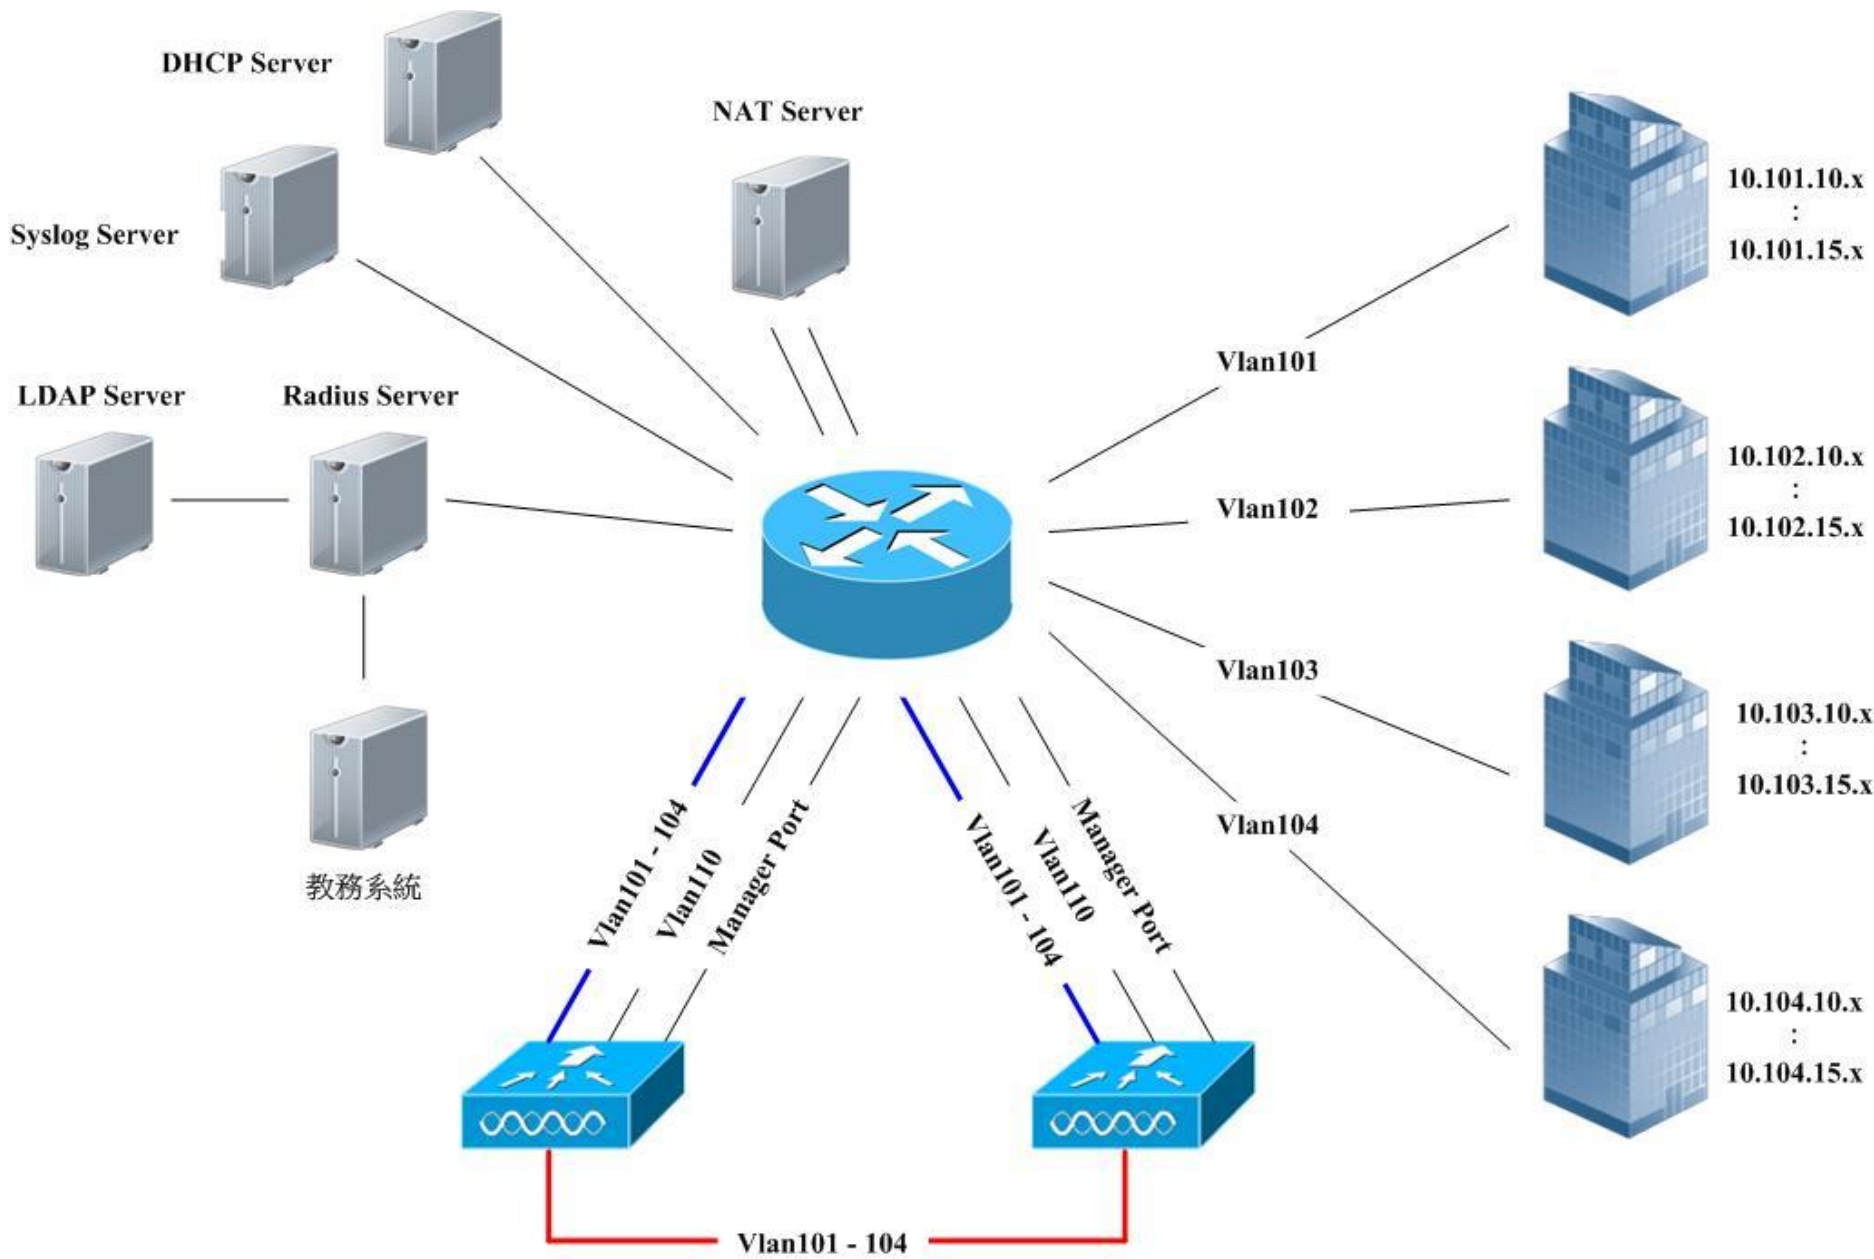 DHCP Server
NAT Server
Syslog Server
LDAP Server
Radius Server
教務系統
10.101.10.x
:
10.101.15.x
Vlan101
10.102.10.x
:
10.102.15.x
Vlan102
10.103.10.x
:
10.103.15.x
Vlan103
10.104.10.x
:
10.104.15.x
Vlan104
Vlan101 - 104
Vlan110
Manager Port
Vlan101 - 104
Vlan110
Manager Port
Vlan101 - 104